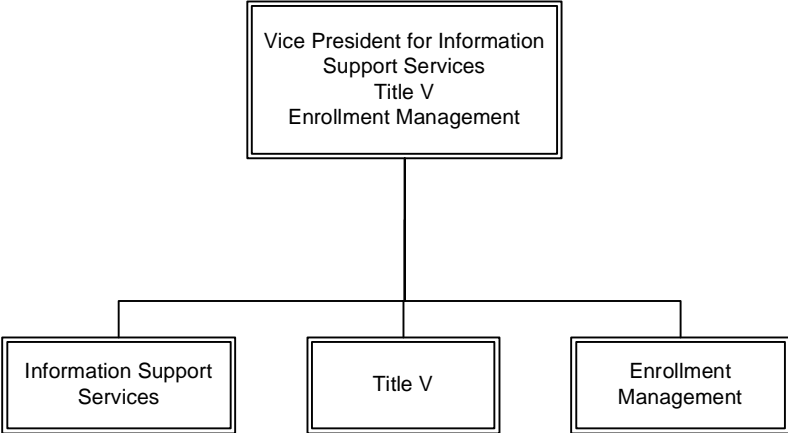 Vice President for Information
Support Services
Title V
Enrollment Management
Information Support
Services
Title V
Enrollment
Management